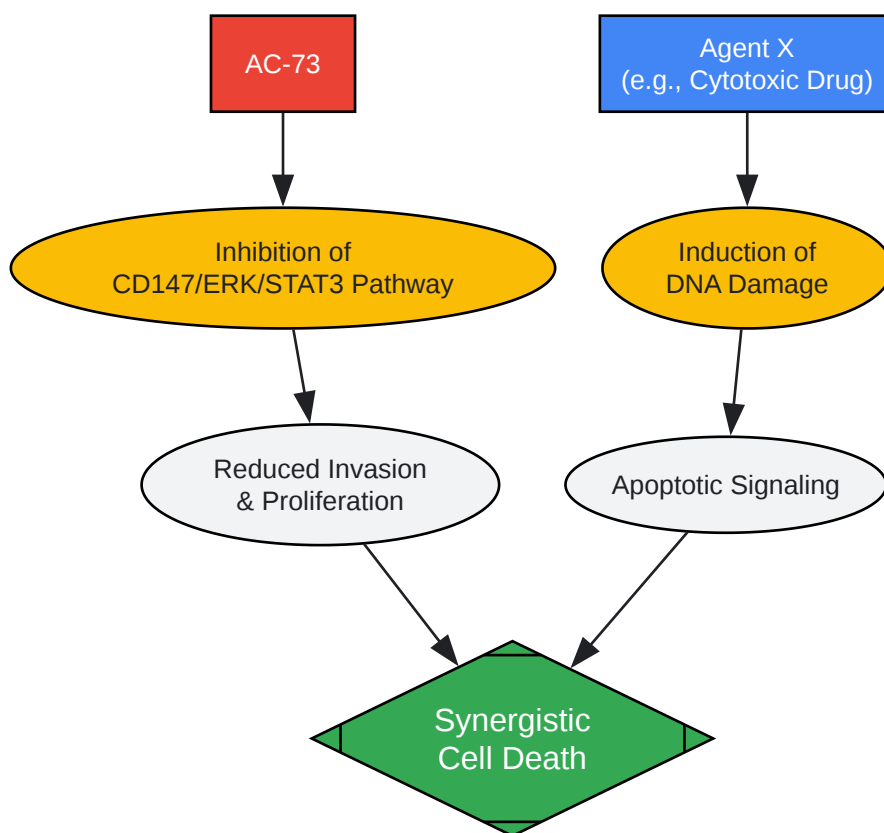 AC-73
Agent X
(e.g., Cytotoxic Drug)
Inhibition of
CD147/ERK/STAT3 Pathway
Induction of
DNA Damage
Reduced Invasion
& Proliferation
Apoptotic Signaling
Synergistic
Cell Death